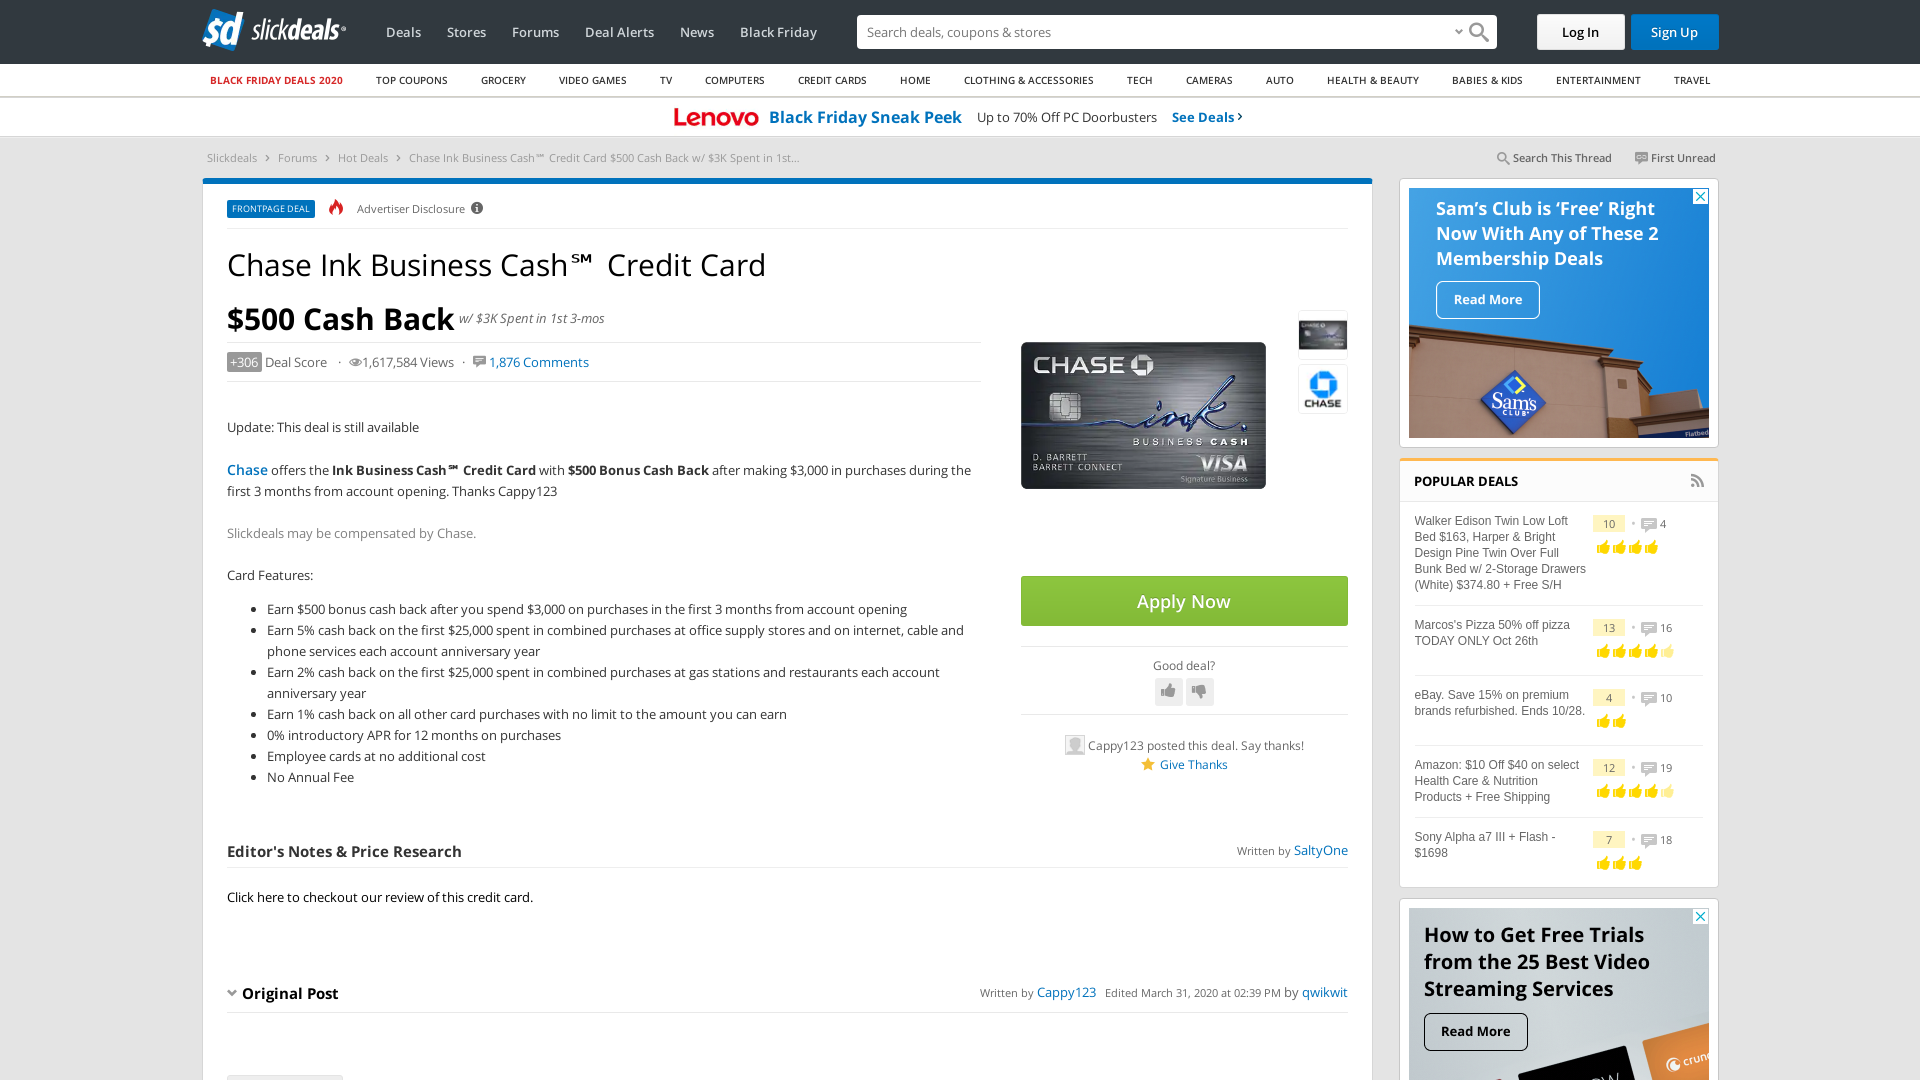 sd slickdeals
Deals Stores Forums Deal Alerts News Black Friday
Search deals, coupons & shops
Log In
Sign Up
BLACK FRIDAY DEALS 2020 TOP COUPONS GROCERY VIDEO GAMES TV COMPUTERS CREDIT CARDS HOME CLOTHING & ACCESSORIES TECH CAMERAS AUTO HEALTH & BEAUTY BABIES & KIDS ENTERTAINMENT TRAVEL
Lenovo Black Friday Sneak Peek Up to 70% Off PC Doorbusters See Deals
Slickdeals › Forums › Hot Deals › Chase Ink Business Cash℠ Credit Card $500 Cash Back w/ $3K Spent in 1st...
Search This Thread First Unread
FRONTPAGE DEAL Advertiser Disclosure
Chase Ink Business Cash℠ Credit Card
$500 Cash Back w/ $3K Spent in 1st 3-mos
+306 Deal Score · 1,617,584 Views · 1,876 Comments
Update: This deal is still available
Chase offers the Ink Business Cash℠ Credit Card with $500 Bonus Cash Back after making $3,000 in purchases during the
first 3 months from account opening. Thanks Cappy123
Slickdeals may be compensated by Chase.
Card Features:
• Earn $500 bonus cash back after you spend $3,000 on purchases in the first 3 months from account opening
• Earn 5% cash back on the first $25,000 spent in combined purchases at office supply stores and on internet, cable and
phone services each account anniversary year
• Earn 2% cash back on the first $25,000 spent in combined purchases at gas stations and restaurants each account
anniversary year
• Earn 1% cash back on all other card purchases with no limit to the amount you can earn
• 0% introductory APR for 12 months on purchases
• Employee cards at no additional cost
• No Annual Fee
CHASE
ink.
BUSINESS CASH
D. BARRETT
BARRETT CONNECT
VISA
Signature Business
CHASE
Apply Now
Good deal?
Cappy123 posted this deal. Say thanks!
Give Thanks
Editor's Notes & Price Research
Written by SaltyOne
Click here to checkout our review of this credit card.
Original Post
Written by Cappy123 Edited March 31, 2020 at 02:39 PM by qwikwit
Sam's Club is 'Free' Right
Now With Any of These 2
Membership Deals
Read More
Sam's
CLUB
Flatbed
POPULAR DEALS
Walker Edison Twin Low Loft
Bed $163, Harper & Bright
Design Pine Twin Over Full
Bunk Bed w/ 2-Storage Drawers
(White) $374.80 + Free S/H
10 • 4
Marcos's Pizza 50% off pizza
TODAY ONLY Oct 26th
13 • 16
eBay. Save 15% on premium
brands refurbished. Ends 10/28.
4 • 10
Amazon: $10 Off $40 on select
Health Care & Nutrition
Products + Free Shipping
12 • 19
Sony Alpha a7 III + Flash -
$1698
7 • 18
How to Get Free Trials
from the 25 Best Video
Streaming Services
Read More
crun